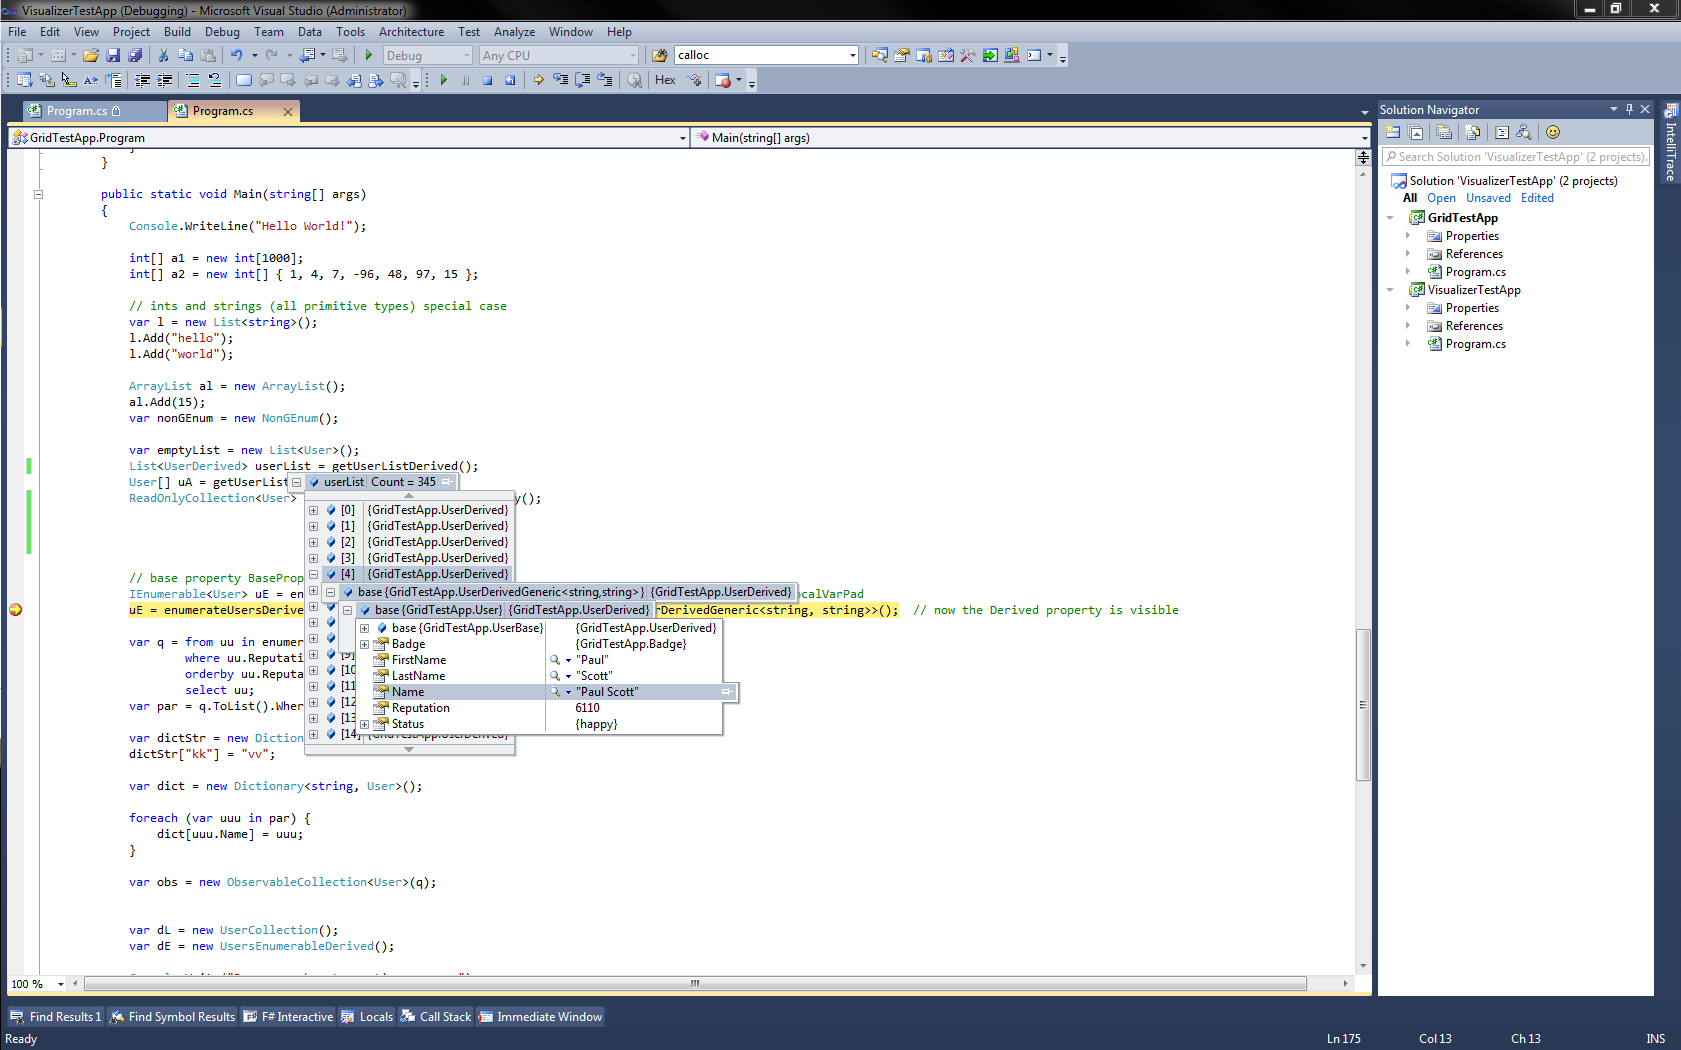 VisualizerTestApp (Debugging) - Microsoft Visual Studio (Administrator)
File Edit View Project Build Debug Team Data Tools Architecture Test Analyze Window Help
Debug Any CPU calloc
Hex
Program.cs Program.cs
GridTestApp.Program Main(string[] args)
}
public static void Main(string[] args)
{
Console.WriteLine("Hello World!");
int[] a1 = new int[1000];
int[] a2 = new int[] { 1, 4, 7, -96, 48, 97, 15 };
// ints and strings (all primitive types) special case
var l = new List<string>();
l.Add("hello");
l.Add("world");
ArrayList al = new ArrayList();
al.Add(15);
var nonGEnum = new NonGEnum();
var emptyList = new List<User>();
List<UserDerived> userList = getUserListDerived();
User[] uA = getUserList
userList Count = 345
ReadOnlyCollection<User> y();
[0] {GridTestApp.UserDerived}
[1] {GridTestApp.UserDerived}
[2] {GridTestApp.UserDerived}
[3] {GridTestApp.UserDerived}
[4] {GridTestApp.UserDerived}
// base property BaseProp
IEnumerable<User> uE = en
base {GridTestApp.UserDerivedGeneric<string,string>} {GridTestApp.UserDerived} ocalVarPad
uE = enumerateUsersDerive
base {GridTestApp.User} {GridTestApp.UserDerived} rDerivedGeneric<string, string>>(); // now the Derived property is visible
base {GridTestApp.UserBase} {GridTestApp.UserDerived}
Badge {GridTestApp.Badge}
FirstName "Paul"
LastName "Scott"
Name "Paul Scott"
Reputation 6110
Status {happy}
[9]
[10
[11
[12
[13
[14] {GridTestApp.UserDerived}
var q = from uu in enumer
where uu.Reputati
orderby uu.Reputa
select uu;
var par = q.ToList().Wher
var dictStr = new Diction
dictStr["kk"] = "vv";
var dict = new Dictionary<string, User>();
foreach (var uuu in par) {
dict[uuu.Name] = uuu;
}
var obs = new ObservableCollection<User>(q);
var dL = new UserCollection();
var dE = new UsersEnumerableDerived();
100 %
Solution Navigator
Search Solution 'VisualizerTestApp' (2 projects).
Solution 'VisualizerTestApp' (2 projects)
All Open Unsaved Edited
GridTestApp
Properties
References
Program.cs
VisualizerTestApp
Properties
References
Program.cs
IntelliTrace
Find Results 1 Find Symbol Results F# Interactive Locals Call Stack Immediate Window
Ready Ln 175 Col 13 Ch 13 INS